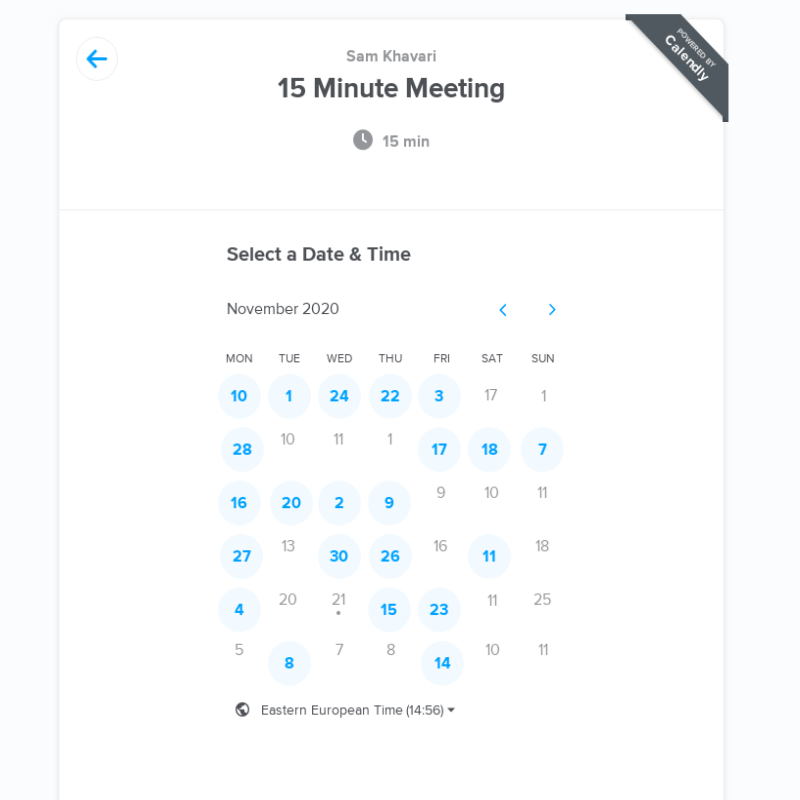 POWERED BY
Calendly
Sam Khavari
15 Minute Meeting
15 min
Select a Date & Time
November 2020
MON TUE WED THU FRI SAT SUN
10 1 24 22 3 17 1
28 10 11 1 17 18 7
16 20 2 9 9 10 11
27 13 30 26 16 11 18
4 20 21 15 23 11 25
5 8 7 8 14 10 11
Eastern European Time (14:56)